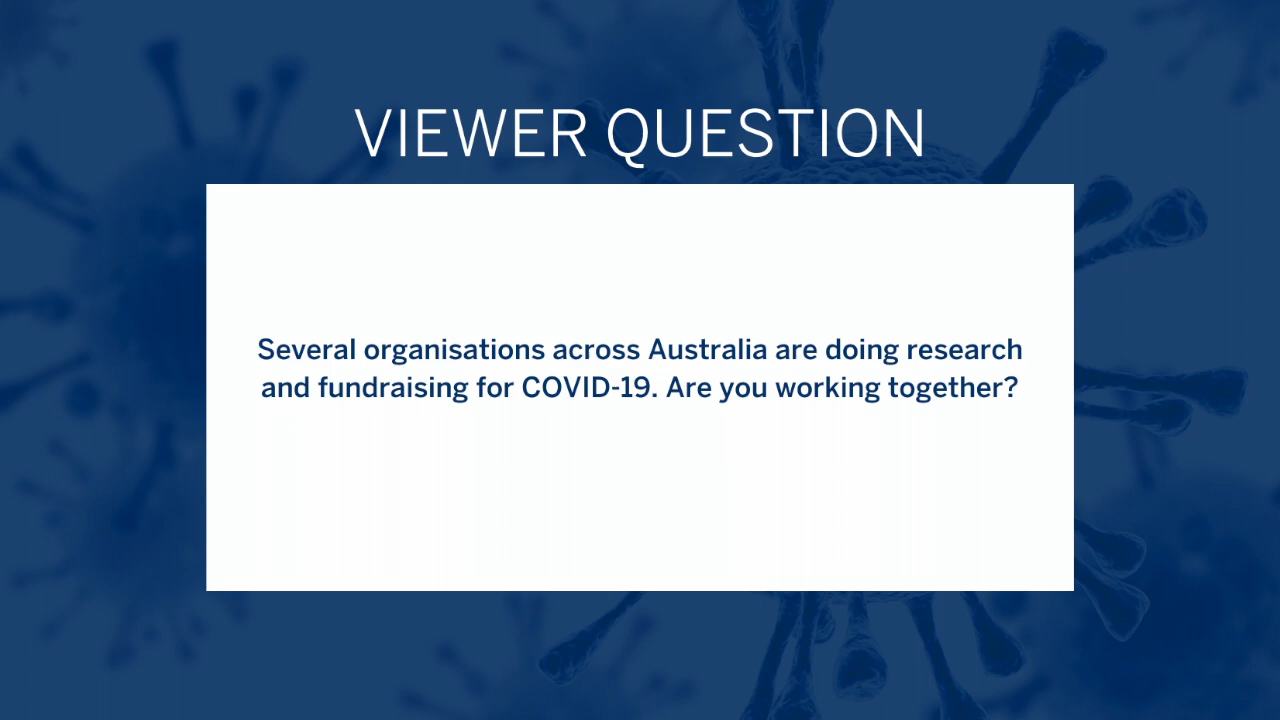 VIEWER QUESTION
Several organisations across Australia are doing research
and fundraising for COVID-19. Are you working together?